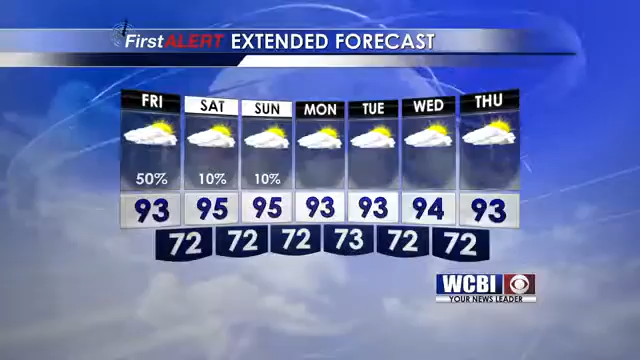 FirstALERT EXTENDED FORECAST
FRI SAT SUN MON TUE WED THU
50% 10% 10%
93 95 95 93 93 94 93
72 72 72 73 72 72
WCBI
YOUR NEWS LEADER